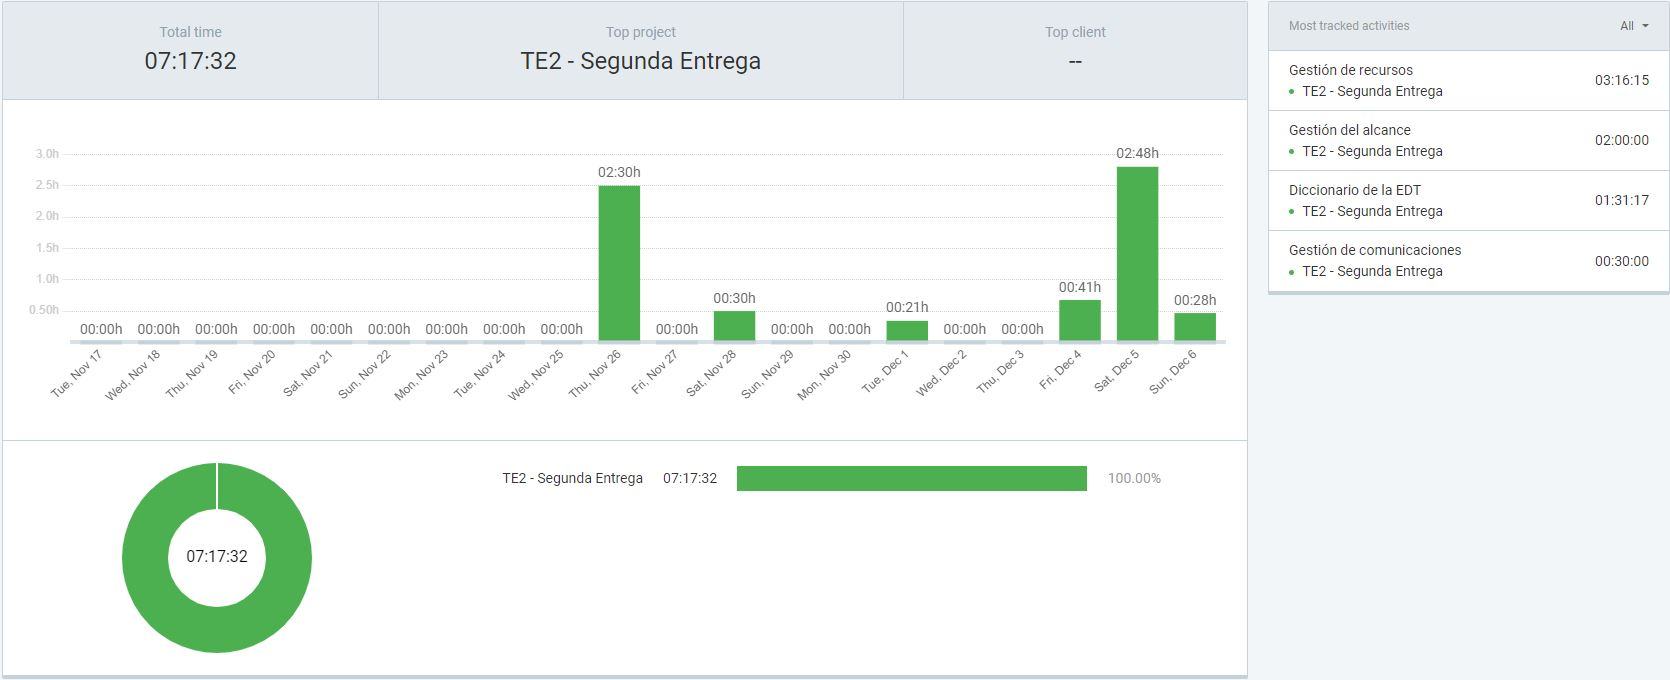 Total time
07:17:32
Top project
TE2 - Segunda Entrega
Top client
--
3.0h
2.5h
2.0h
1.5h
1.0h
0.50h
00:00h 00:00h 00:00h 00:00h 00:00h 00:00h 00:00h 00:00h 00:00h 02:30h 00:00h 00:30h 00:00h 00:00h 00:21h 00:00h 00:00h 00:41h 02:48h 00:28h
Tue, Nov 17
Wed, Nov 18
Thu, Nov 19
Fri, Nov 20
Sat, Nov 21
Sun, Nov 22
Mon, Nov 23
Tue, Nov 24
Wed, Nov 25
Thu, Nov 26
Fri, Nov 27
Sat, Nov 28
Sun, Nov 29
Mon, Nov 30
Tue, Dec 1
Wed, Dec 2
Thu, Dec 3
Fri, Dec 4
Sat, Dec 5
Sun, Dec 6
07:17:32
TE2 - Segunda Entrega 07:17:32 100.00%
Most tracked activities All
Gestión de recursos
TE2 - Segunda Entrega
03:16:15
Gestión del alcance
TE2 - Segunda Entrega
02:00:00
Diccionario de la EDT
TE2 - Segunda Entrega
01:31:17
Gestión de comunicaciones
TE2 - Segunda Entrega
00:30:00